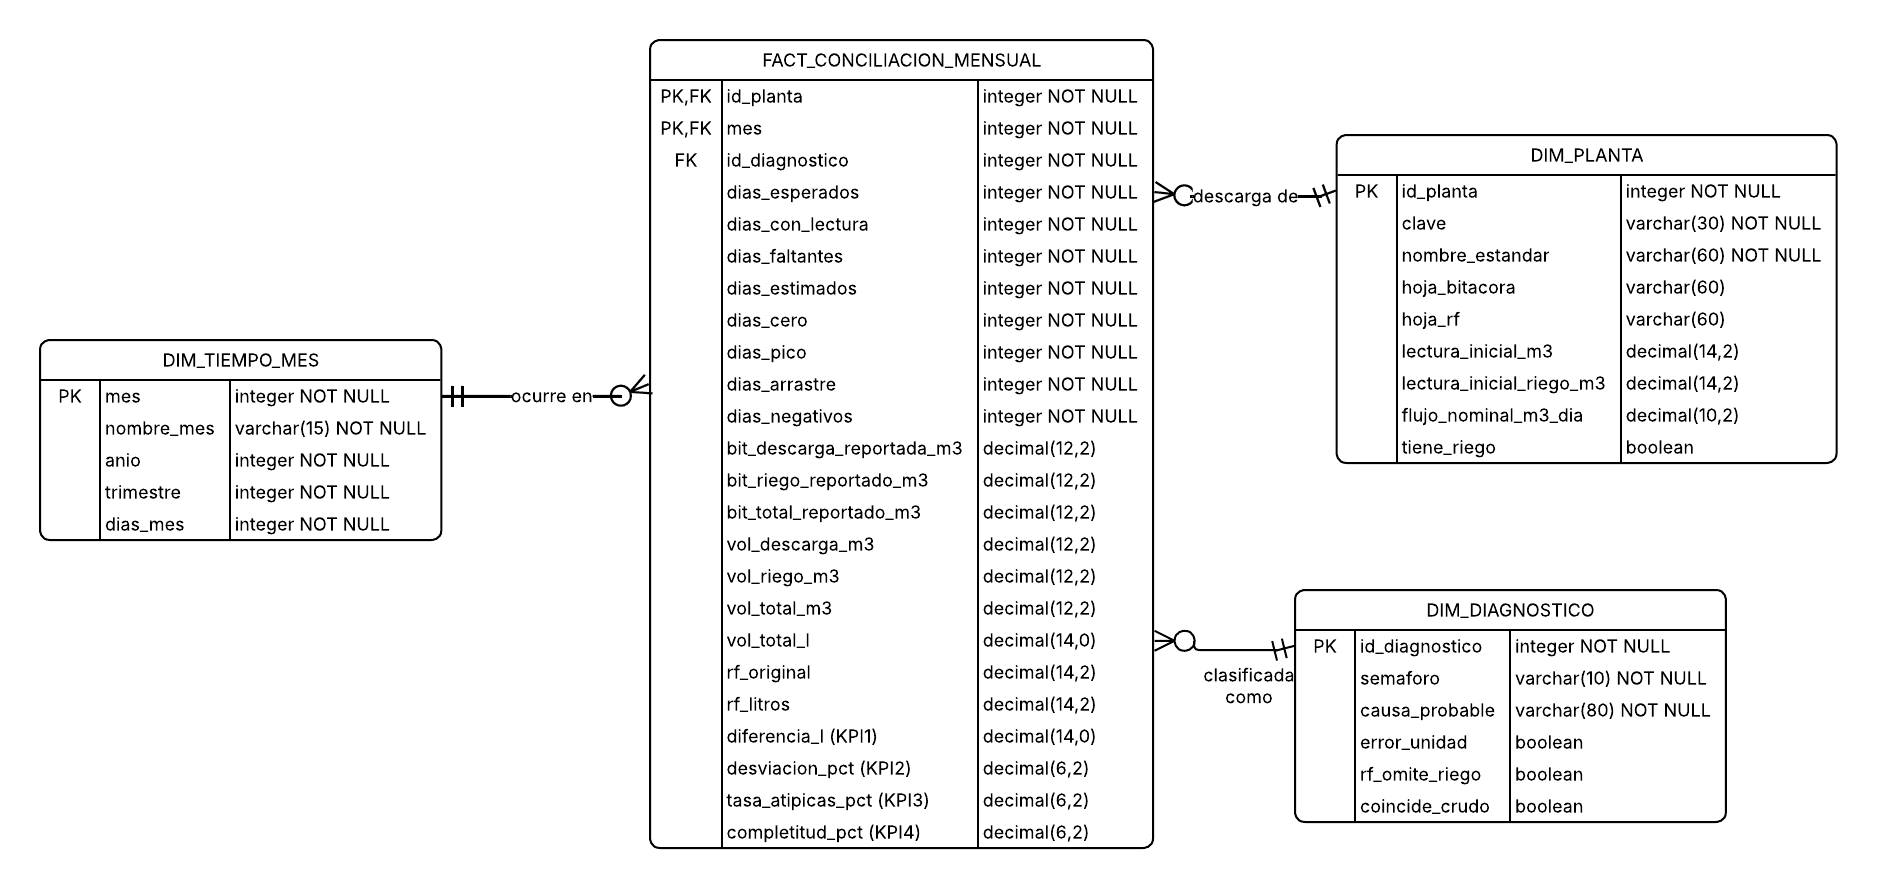 FACT_CONCILIACION_MENSUAL
PK,FK id_planta integer NOT NULL
PK,FK mes integer NOT NULL
FK id_diagnostico integer NOT NULL
dias_esperados integer NOT NULL
dias_con_lectura integer NOT NULL
dias_faltantes integer NOT NULL
dias_estimados integer NOT NULL
dias_cero integer NOT NULL
dias_pico integer NOT NULL
dias_arrastre integer NOT NULL
dias_negativos integer NOT NULL
bit_descarga_reportada_m3 decimal(12,2)
bit_riego_reportado_m3 decimal(12,2)
bit_total_reportado_m3 decimal(12,2)
vol_descarga_m3 decimal(12,2)
vol_riego_m3 decimal(12,2)
vol_total_m3 decimal(12,2)
vol_total_l decimal(14,0)
rf_original decimal(14,2)
rf_litros decimal(14,2)
diferencia_l (KPI1) decimal(14,0)
desviacion_pct (KPI2) decimal(6,2)
tasa_atipicas_pct (KPI3) decimal(6,2)
completitud_pct (KPI4) decimal(6,2)
descarga de
DIM_PLANTA
PK id_planta integer NOT NULL
clave varchar(30) NOT NULL
nombre_estandar varchar(60) NOT NULL
hoja_bitacora varchar(60)
hoja_rf varchar(60)
lectura_inicial_m3 decimal(14,2)
lectura_inicial_riego_m3 decimal(14,2)
flujo_nominal_m3_dia decimal(10,2)
tiene_riego boolean
DIM_TIEMPO_MES
PK mes integer NOT NULL
nombre_mes varchar(15) NOT NULL
anio integer NOT NULL
trimestre integer NOT NULL
dias_mes integer NOT NULL
ocurre en
clasificada
como
DIM_DIAGNOSTICO
PK id_diagnostico integer NOT NULL
semaforo varchar(10) NOT NULL
causa_probable varchar(80) NOT NULL
error_unidad boolean
rf_omite_riego boolean
coincide_crudo boolean